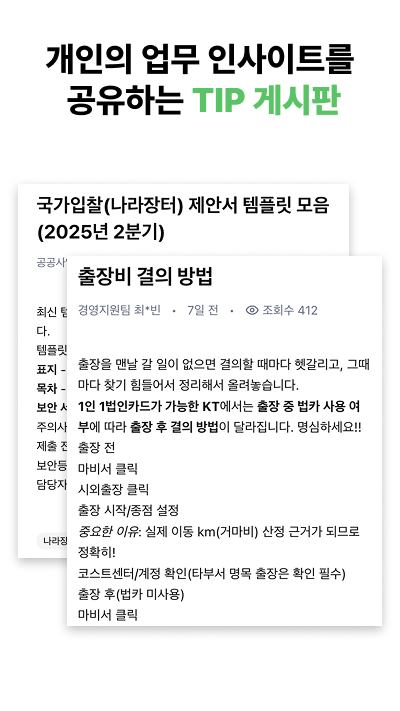 개인의 업무 인사이트를
공유하는 TIP 게시판
국가입찰(나라장터) 제안서 템플릿 모음
(2025년 2분기)
공공사
최신 템
다.
템플릿
표지 -
목차 -
보안 서
주의사
제출 전
보안등
담당자
나라장
출장비 결의 방법
경영지원팀 최*빈 • 7일 전 • 조회수 412
출장을 맨날 갈 일이 없으면 결의할 때마다 헷갈리고, 그때
마다 찾기 힘들어서 정리해서 올려놓습니다.
1인 1법인카드가 가능한 KT에서는 출장 중 법카 사용 여
부에 따라 출장 후 결의 방법이 달라집니다. 명심하세요!!
출장 전
마비서 클릭
시외출장 클릭
출장 시작/종점 설정
중요한 이유: 실제 이동 km(거마비) 산정 근거가 되므로
정확히!
코스트센터/계정 확인(타부서 명목 출장은 확인 필수)
출장 후(법카 미사용)
마비서 클릭